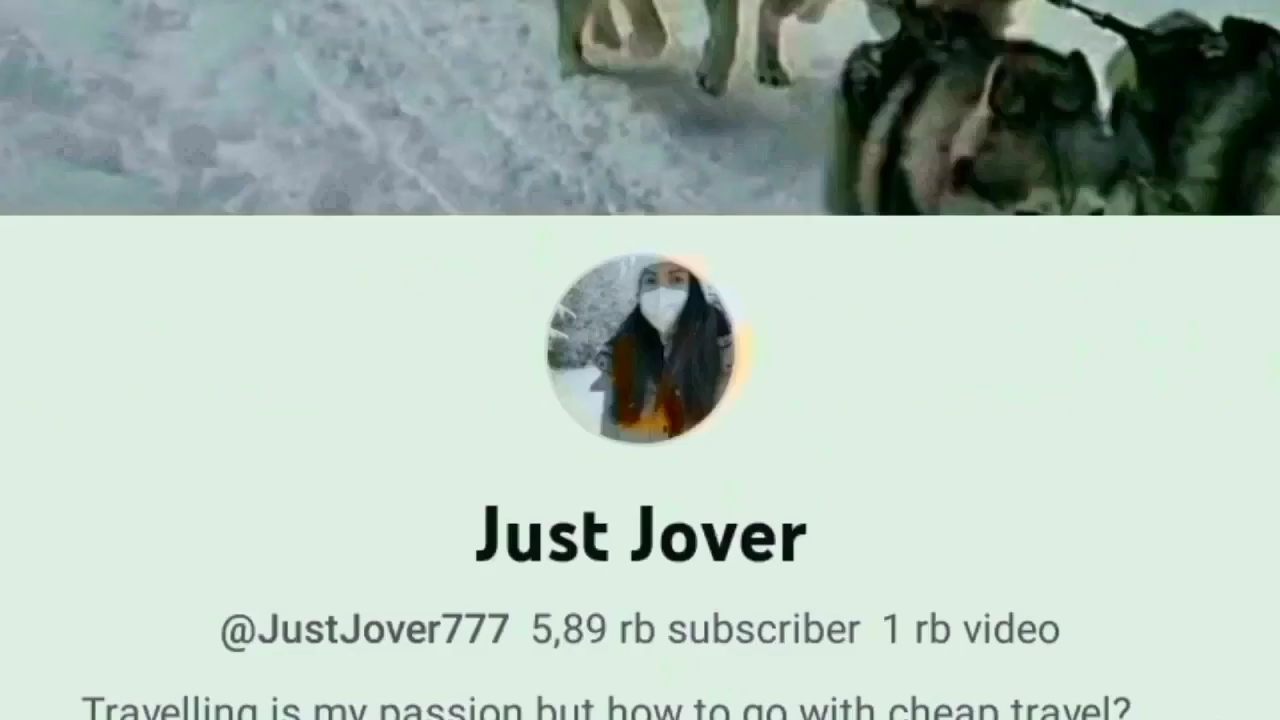 Just Jover
@JustJover777 5,89 rb subscriber 1 rb video
Travelling is my passion but how to go with cheap travel?